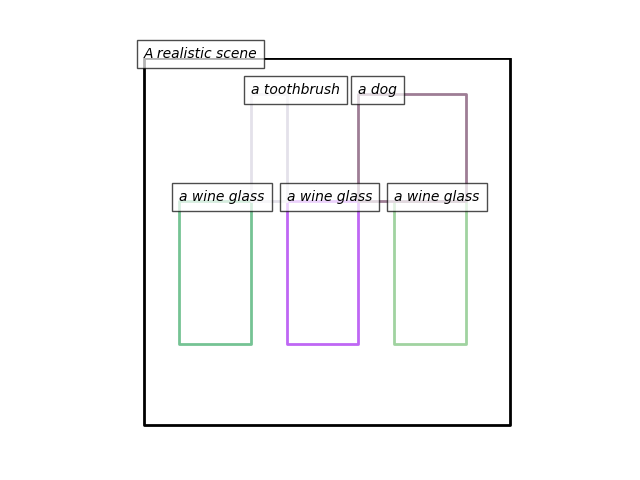 A realistic scene
a toothbrush
a dog
a wine glass
a wine glass
a wine glass